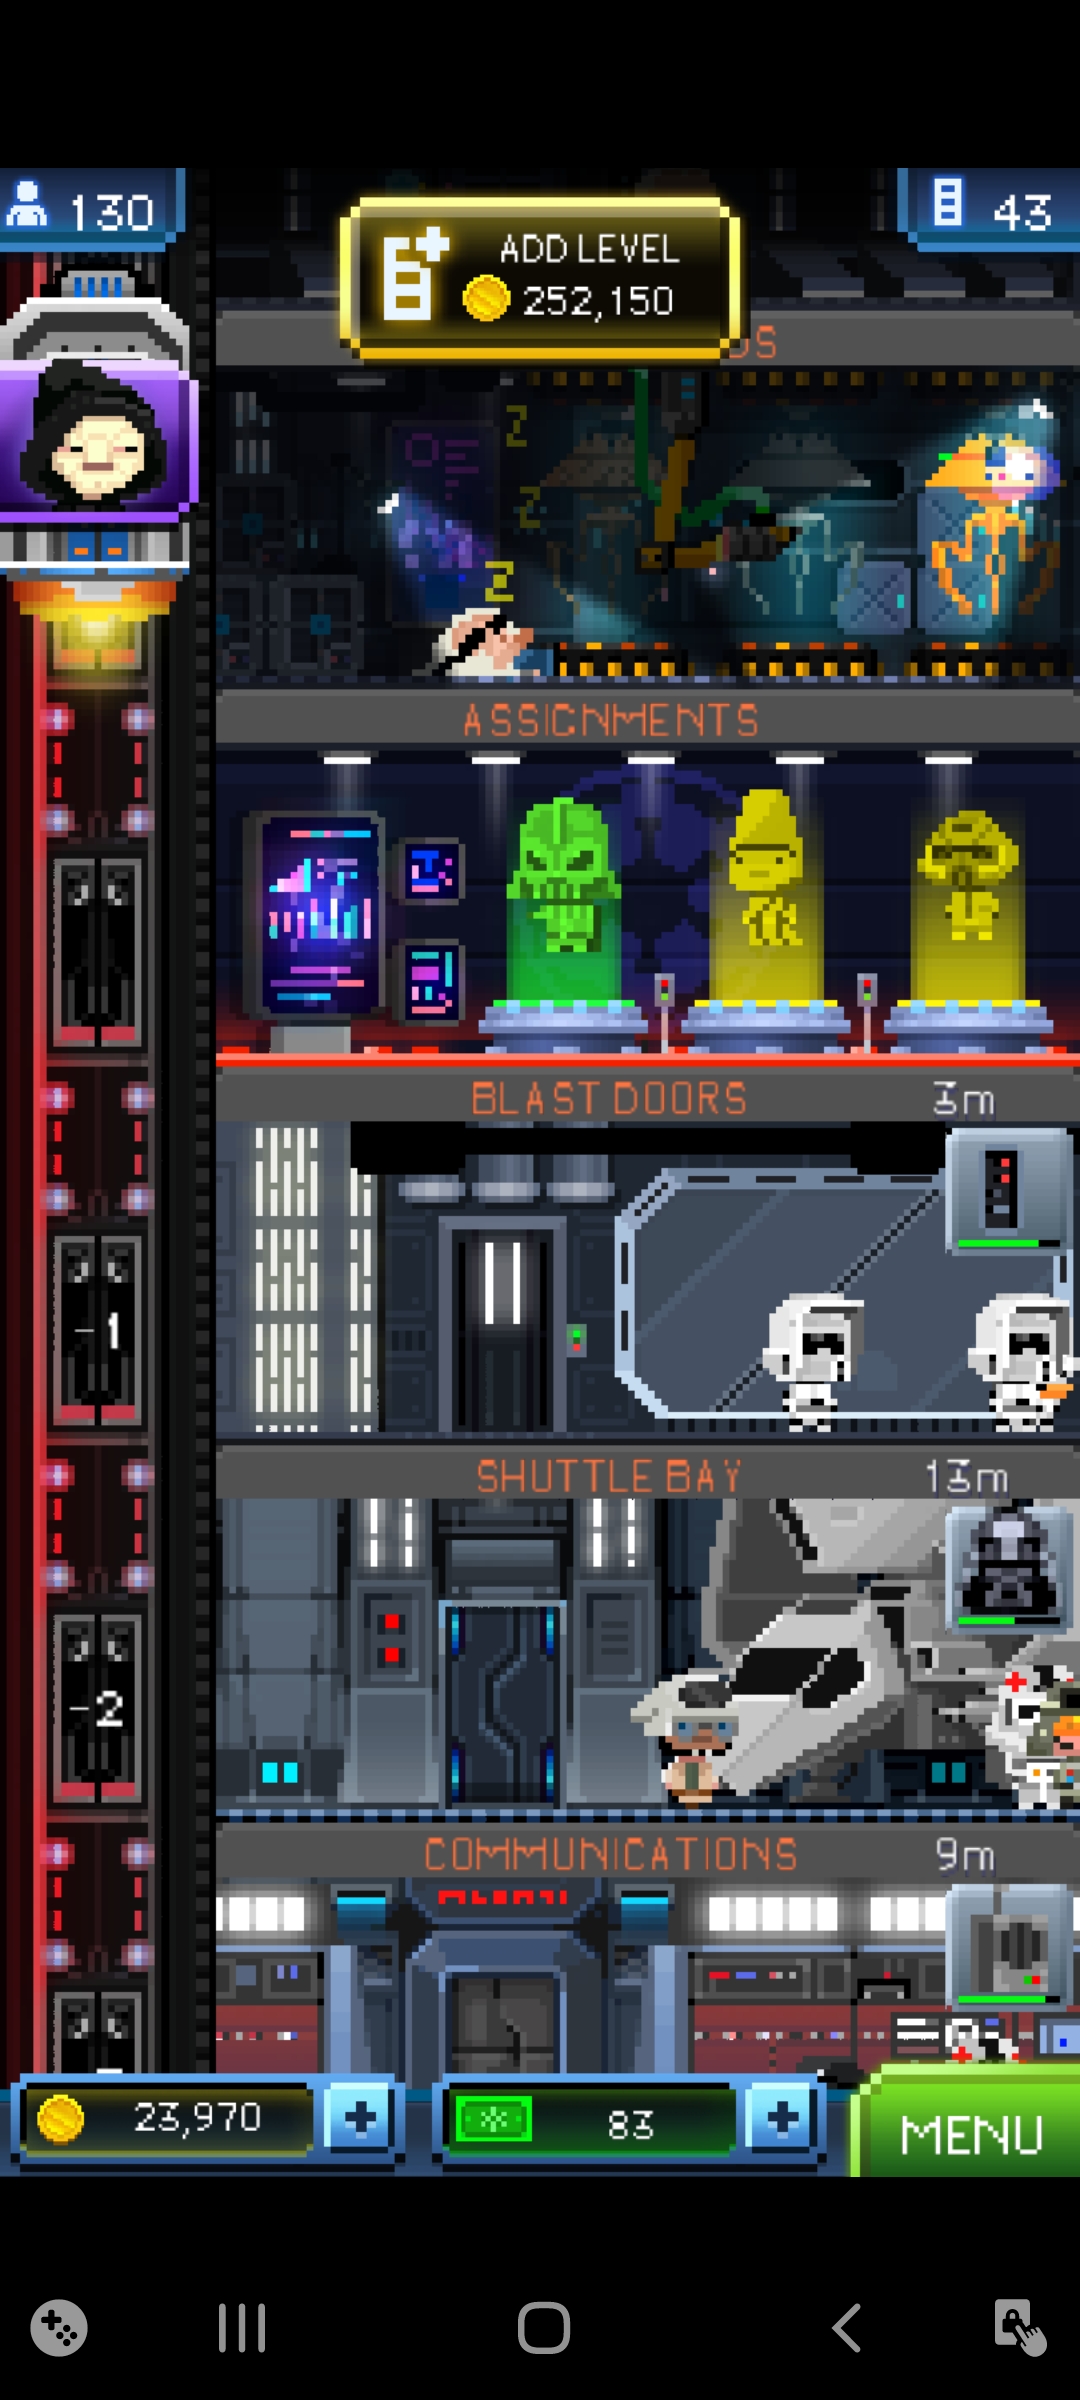 130
43
ADD LEVEL
252,150
DS
Z
Z
Z
ASSIGNMENTS
BLAST DOORS 3m
-1
SHUTTLE BAY 13m
-2
COMMUNICATIONS 9m
23,970
83
MENU